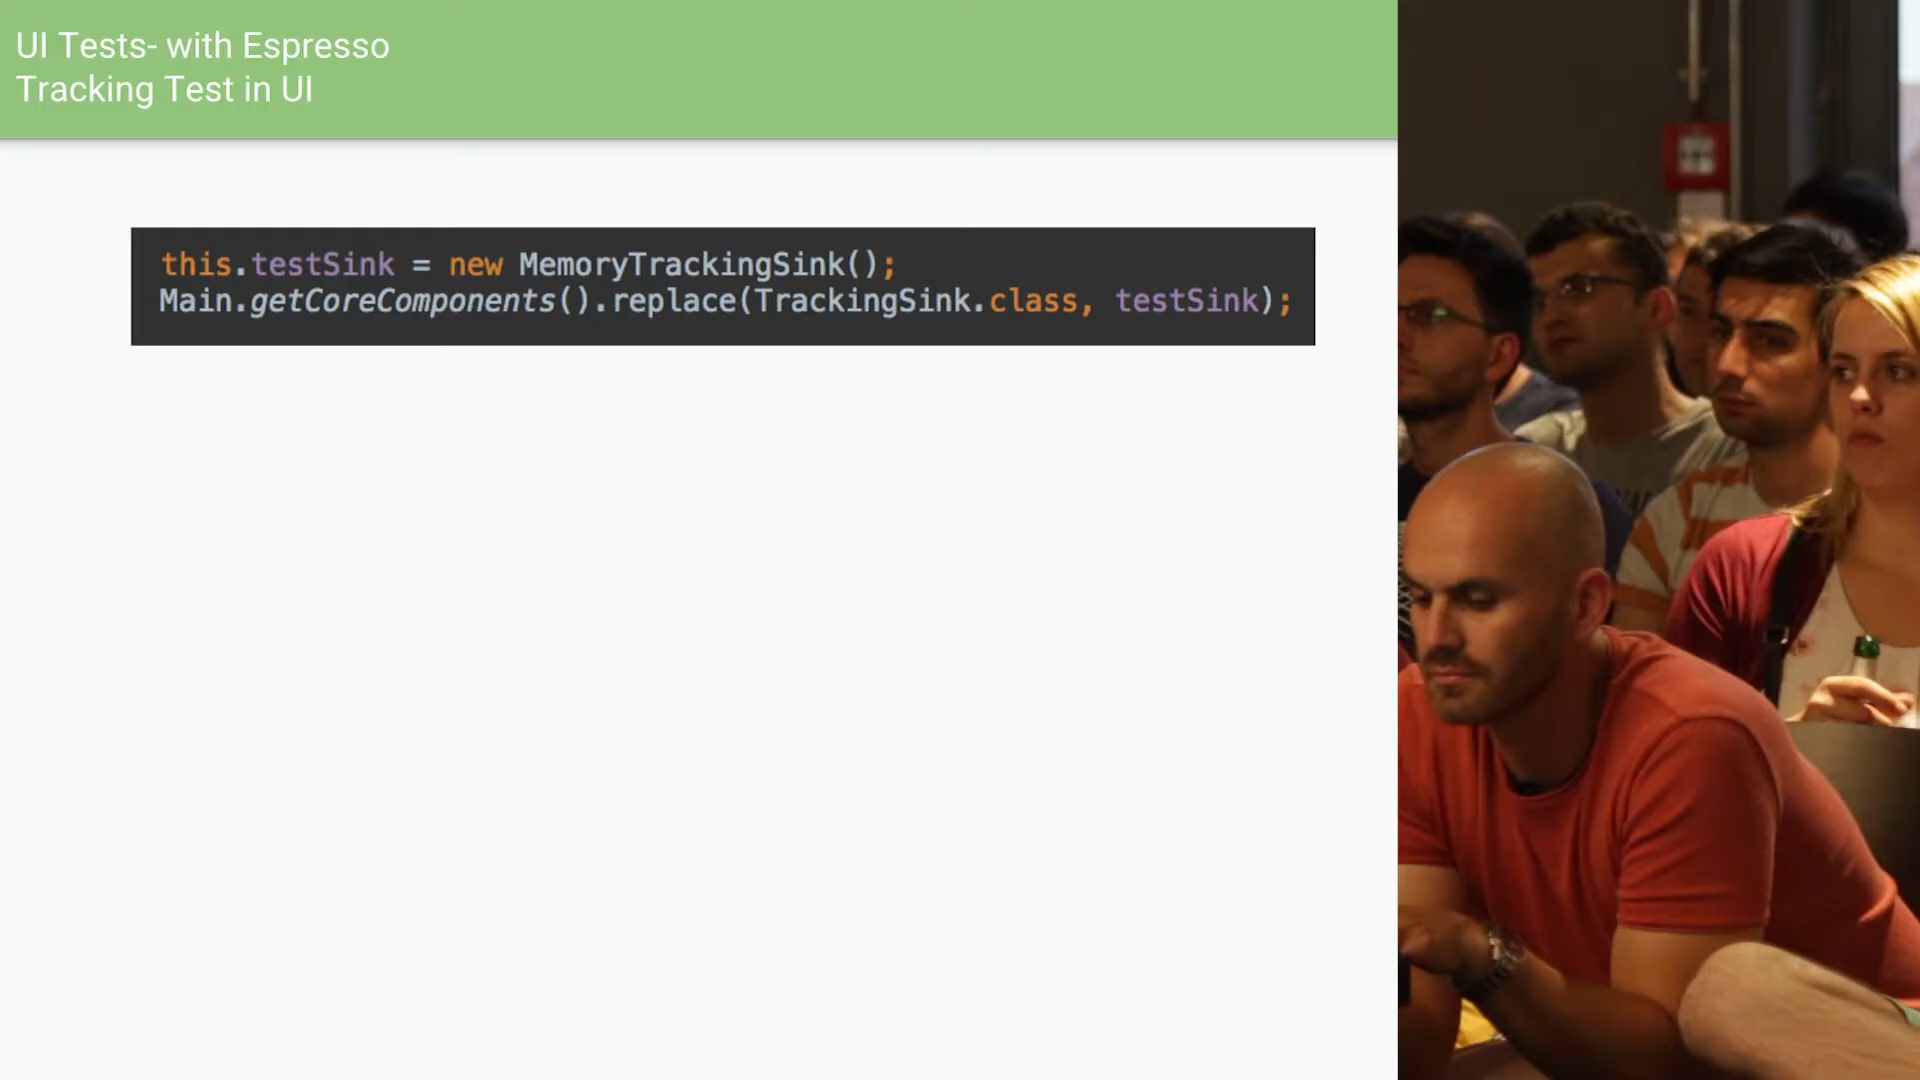 UI Tests- with Espresso
Tracking Test in UI
this.testSink = new MemoryTrackingSink();
Main.getCoreComponents().replace(TrackingSink.class, testSink);